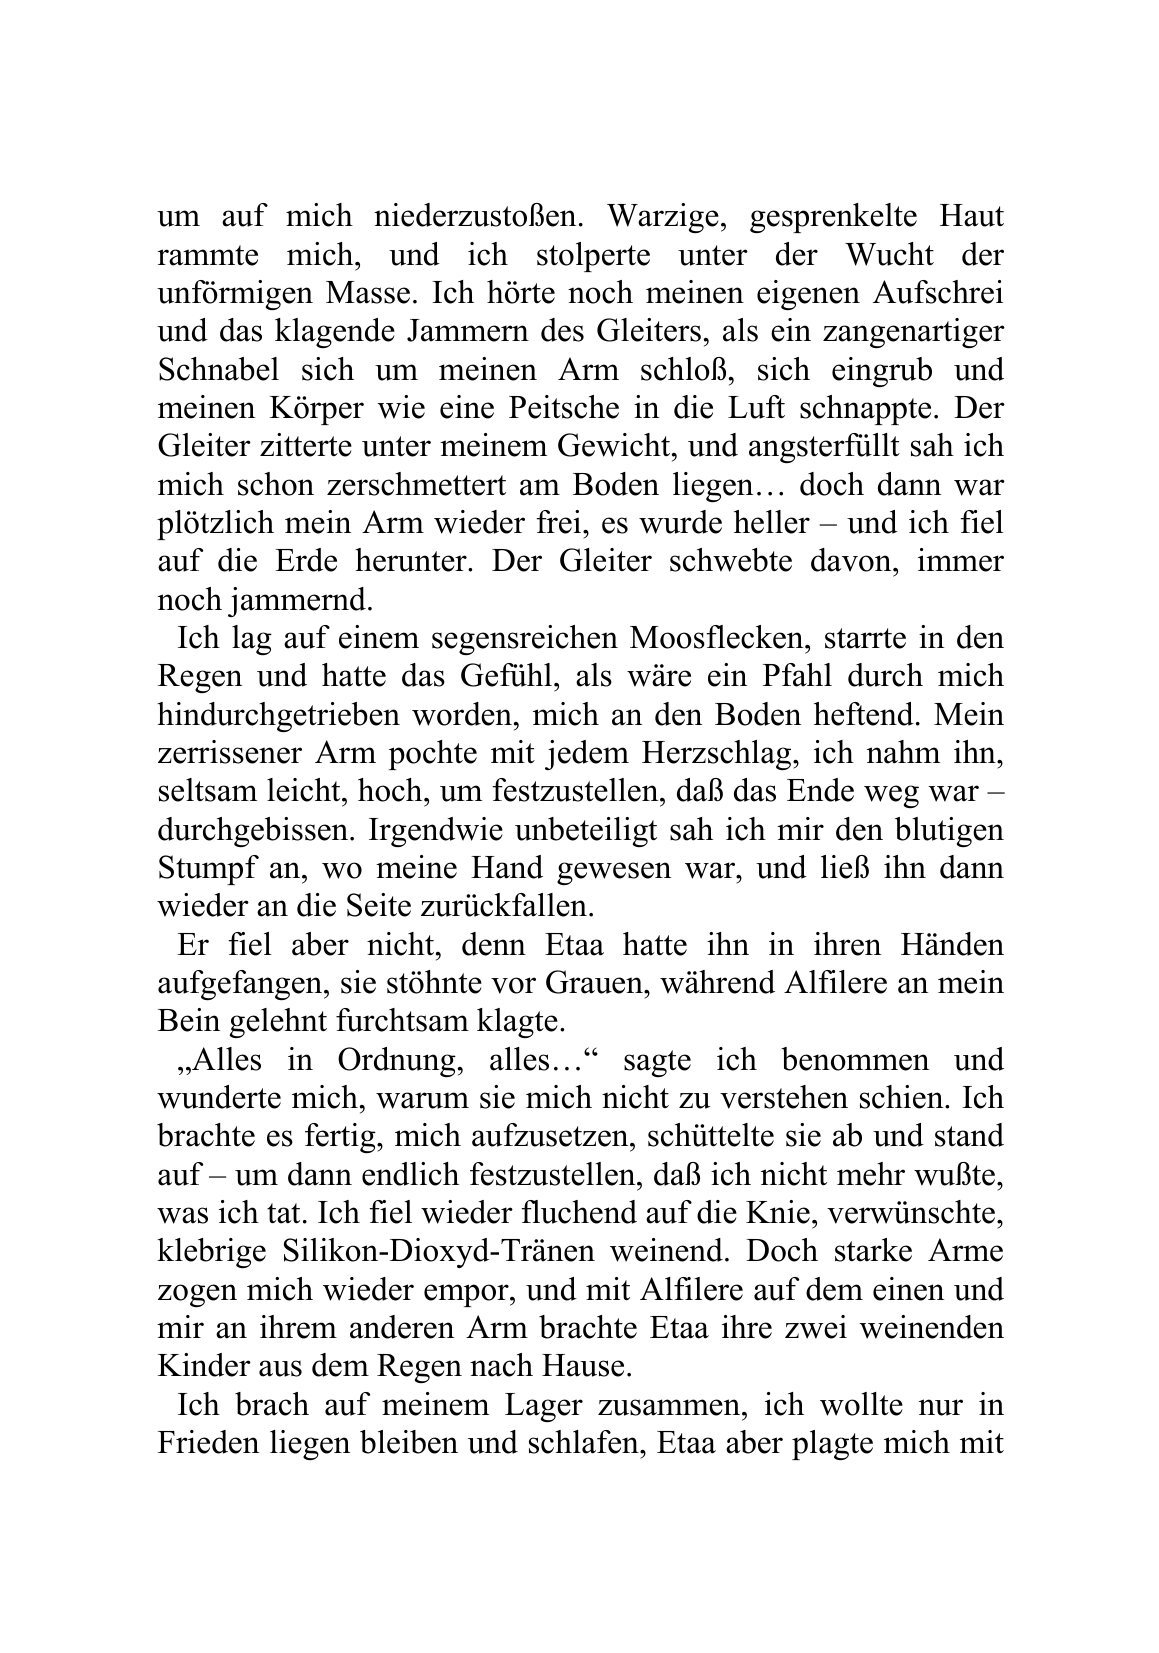 um auf mich niederzustoßen. Warzige, gesprenkelte Haut
rammte mich, und ich stolperte unter der Wucht der
unförmigen Masse. Ich hörte noch meinen eigenen Aufschrei
und das klagende Jammern des Gleiters, als ein zangenartiger
Schnabel sich um meinen Arm schloß, sich eingrub und
meinen Körper wie eine Peitsche in die Luft schnappte. Der
Gleiter zitterte unter meinem Gewicht, und angsterfüllt sah ich
mich schon zerschmettert am Boden liegen… doch dann war
plötzlich mein Arm wieder frei, es wurde heller – und ich fiel
auf die Erde herunter. Der Gleiter schwebte davon, immer
noch jammernd.
Ich lag auf einem segensreichen Moosflecken, starrte in den
Regen und hatte das Gefühl, als wäre ein Pfahl durch mich
hindurchgetrieben worden, mich an den Boden heftend. Mein
zerrissener Arm pochte mit jedem Herzschlag, ich nahm ihn,
seltsam leicht, hoch, um festzustellen, daß das Ende weg war –
durchgebissen. Irgendwie unbeteiligt sah ich mir den blutigen
Stumpf an, wo meine Hand gewesen war, und ließ ihn dann
wieder an die Seite zurückfallen.
Er fiel aber nicht, denn Etaa hatte ihn in ihren Händen
aufgefangen, sie stöhnte vor Grauen, während Alfilere an mein
Bein gelehnt furchtsam klagte.
„Alles in Ordnung, alles…“ sagte ich benommen und
wunderte mich, warum sie mich nicht zu verstehen schien. Ich
brachte es fertig, mich aufzusetzen, schüttelte sie ab und stand
auf – um dann endlich festzustellen, daß ich nicht mehr wußte,
was ich tat. Ich fiel wieder fluchend auf die Knie, verwünschte,
klebrige Silikon-Dioxyd-Tränen weinend. Doch starke Arme
zogen mich wieder empor, und mit Alfilere auf dem einen und
mir an ihrem anderen Arm brachte Etaa ihre zwei weinenden
Kinder aus dem Regen nach Hause.
Ich brach auf meinem Lager zusammen, ich wollte nur in
Frieden liegen bleiben und schlafen, Etaa aber plagte mich mit